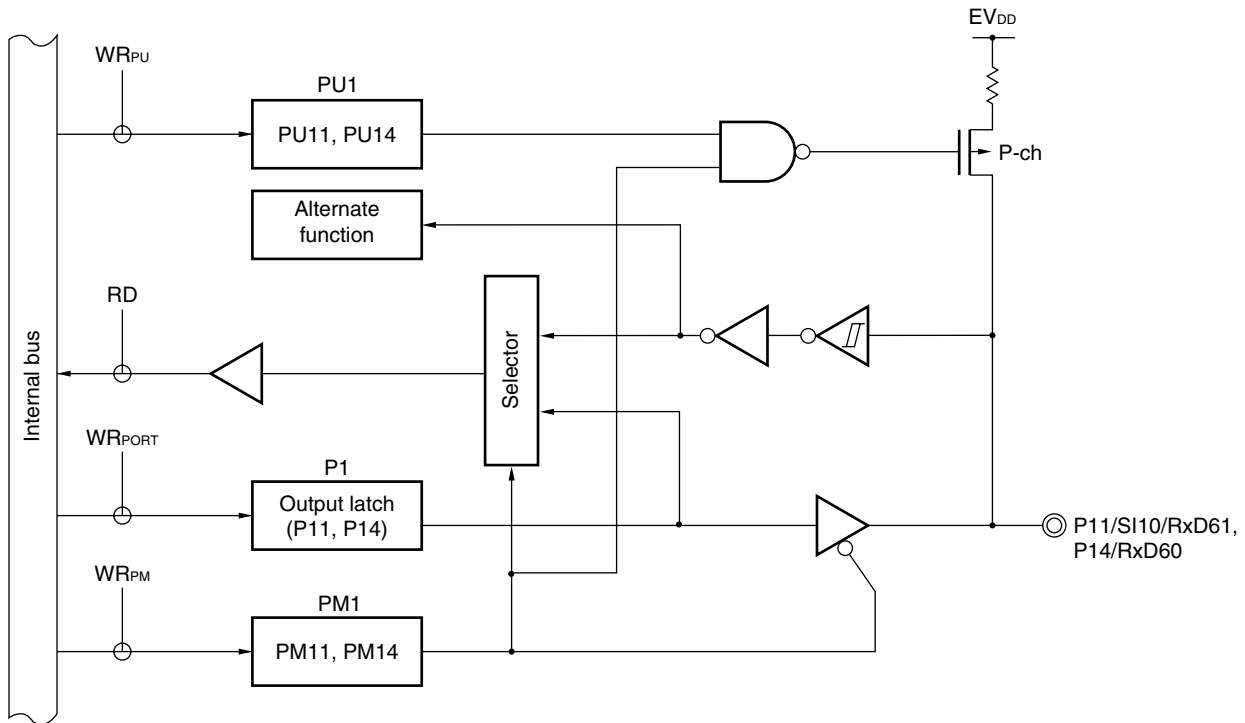 EVDD
WRPU
PU1
PU11, PU14
P-ch
Alternate
function
RD
Selector
Internal bus
WRPORT
P1
Output latch
(P11, P14)
P11/SI10/RxD61,
P14/RxD60
WRPM
PM1
PM11, PM14